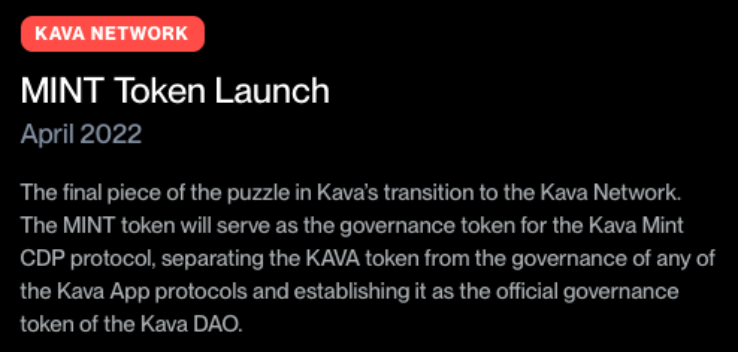 KAVA NETWORK
MINT Token Launch
April 2022
The final piece of the puzzle in Kava's transition to the Kava Network.
The MINT token will serve as the governance token for the Kava Mint
CDP protocol, separating the KAVA token from the governance of any of
the Kava App protocols and establishing it as the official governance
token of the Kava DAO.